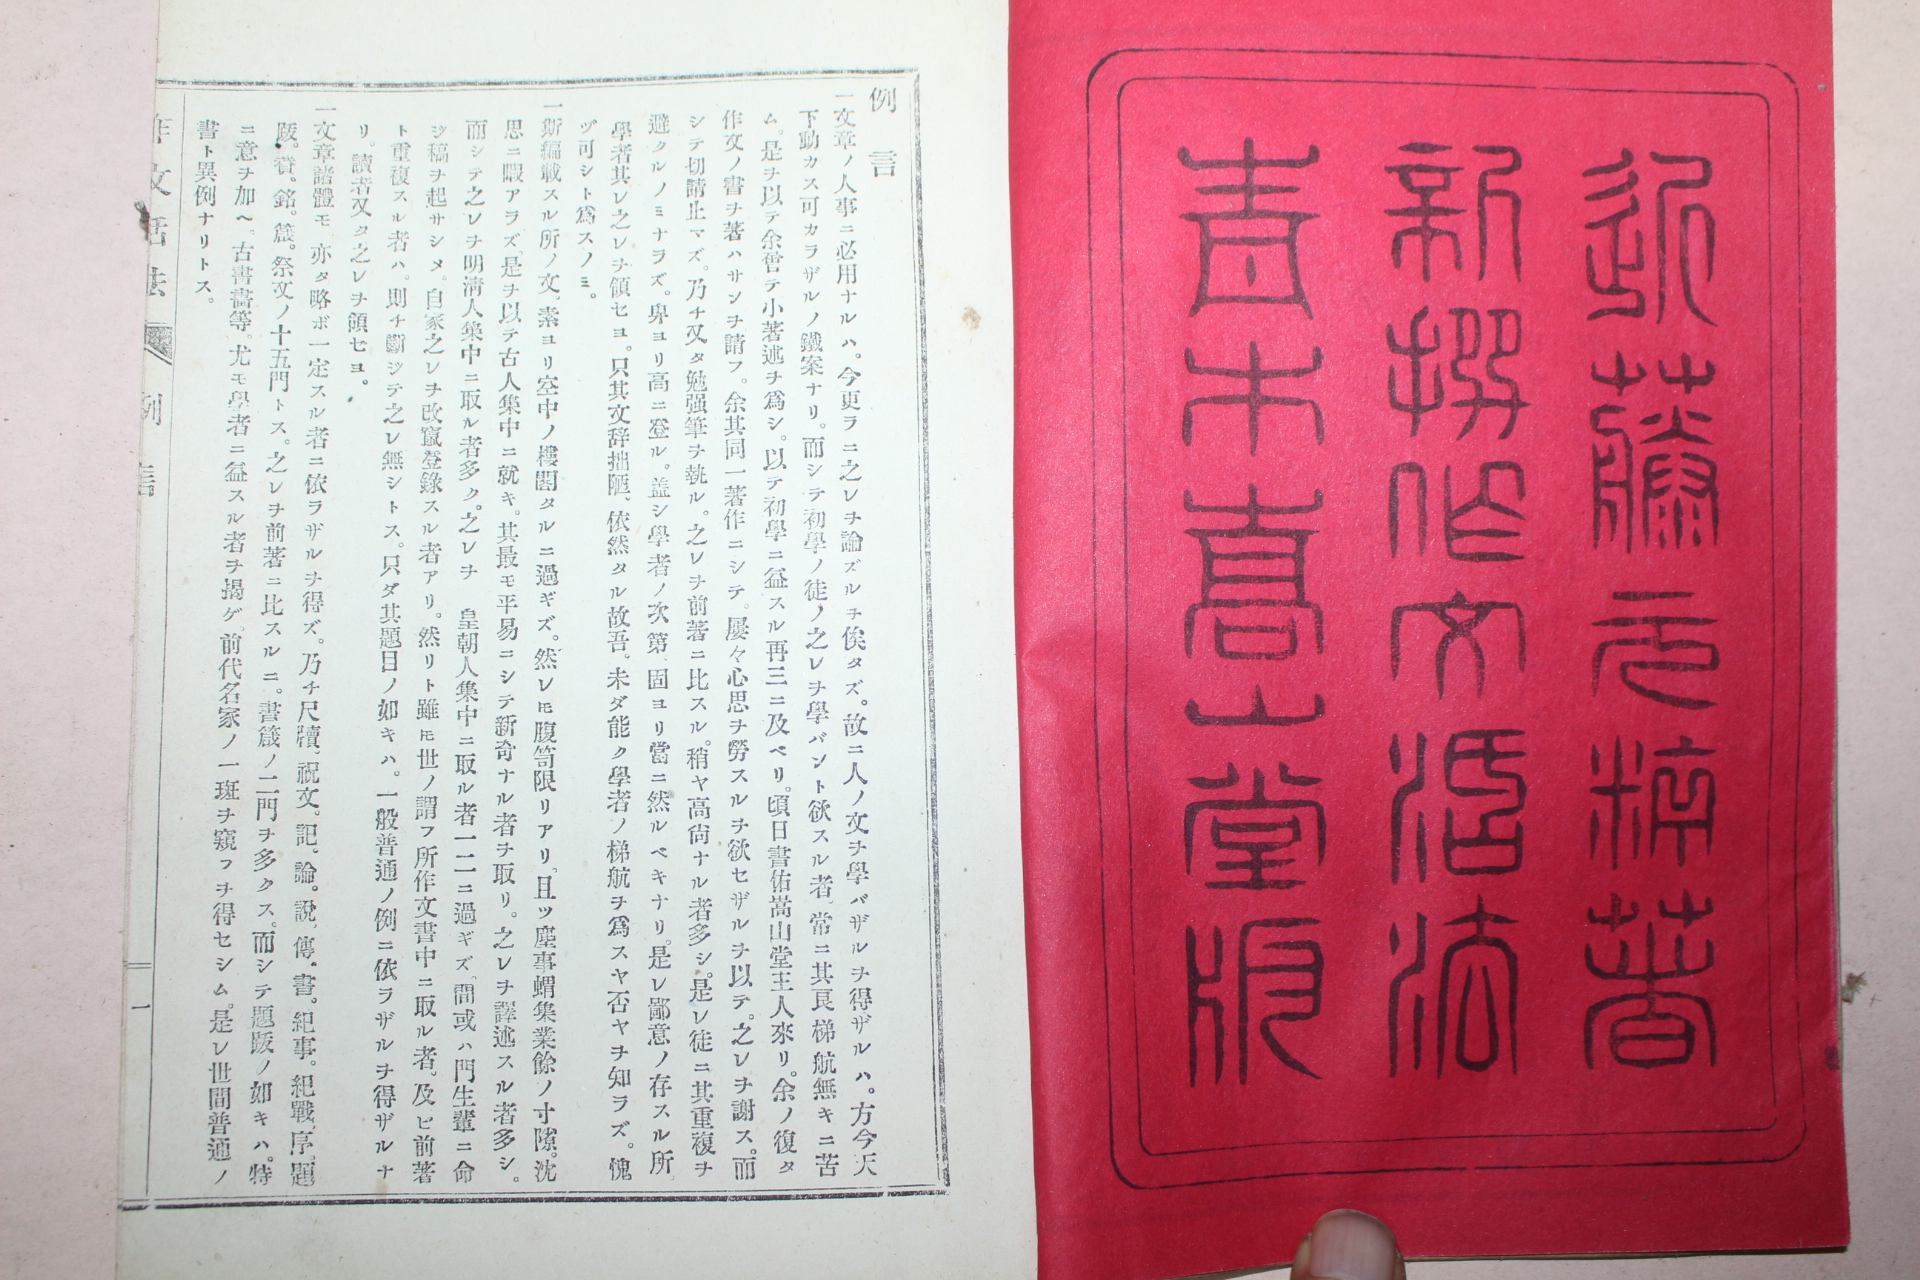 近藤元粹著
新撰作文活法
青木嵩山堂版
例言
一文章ノ人事ニ必用ナルハ。今更ラニ之レヲ論ズルヲ俟タズ。故ニ人ノ文ヲ學バザルヲ得ザルハ。方今天
下動カス可カラザルノ鐵案ナリ。而シテ初學ノ徒ノ之レヲ學バント欲スル者、常ニ其良梯航無キニ苦
ム。是ヲ以テ余嘗テ小著述ヲ爲シ。以テ初學ニ益スル再三ニ及ベリ。頃日書估嵩山堂主人來リ。余ノ復タ
作文ノ書ヲ著ハサンヲ請フ。余其同一著作ニシテ。屢々心思ヲ勞スルヲ欲セザルヲ以テ。之レヲ謝ス。而
シテ切請止マズ。乃チ又タ勉强筆ヲ執ル。之レヲ前著ニ比スル。稍ヤ高尙ナル者多シ。是レ徒ニ其重複ヲ
避クルノミナラズ。卑ヨリ高ニ登ル。盖シ學者ノ次第、固ヨリ當ニ然ルベキナリ。是レ鄙意ノ存スル所。
學者其レ之レヲ領セヨ。只其文辞拙陋、依然タル故吾。未ダ能ク學者ノ梯航ヲ爲スヤ否ヤヲ知ラズ。愧
ヅ可シト爲スノミ。
一斯編載スル所ノ文、素ヨリ空中ノ樓閣タルニ過ギズ。然レ𪜈腹笥限リアリ。且ツ塵事蝟集業餘ノ寸隙。沈
思ニ暇アラズ。是ヲ以テ古人集中ニ就キ。其最モ平易ニシテ新奇ナル者ヲ取リ。之レヲ譯述スル者多シ。
而シテ之レヲ明清人集中ニ取ル者多ク。之レヲ　皇朝人集中ニ取ル者一二ニ過ギズ。間或ハ門生輩ニ命
ジ稿ヲ起サシメ。自家之レヲ改竄登錄スル者アリ。然リト雖𪜈世ノ謂フ所作文書中ニ取ル者。及ヒ前著
ト重複スル者ハ。則チ斷ジテ之レ無シトス。只ダ其題目ノ如キハ。一般普通ノ例ニ依ラザルヲ得ザルナ
リ。讀者又タ之レヲ領セヨ。
一文章諸體モ、亦タ略ボ一定スル者ニ依ラザルヲ得ズ。乃チ尺牘、祝文。記。論。說。傳。書。紀事。紀戰。序。題
跋。賛。銘。箴。祭文ノ十五門トス。之レヲ前著ニ比スルニ。書箴ノ二門ヲ多クス。而シテ題跋ノ如キハ。特
ニ意ヲ加ヘ。古書畵等。尤モ學者ニ益スル者ヲ揭ゲ。前代名家ノ一斑ヲ窺フヲ得セシム。是レ世間普通ノ
書ト異例ナリトス。
作文活法　例言　一